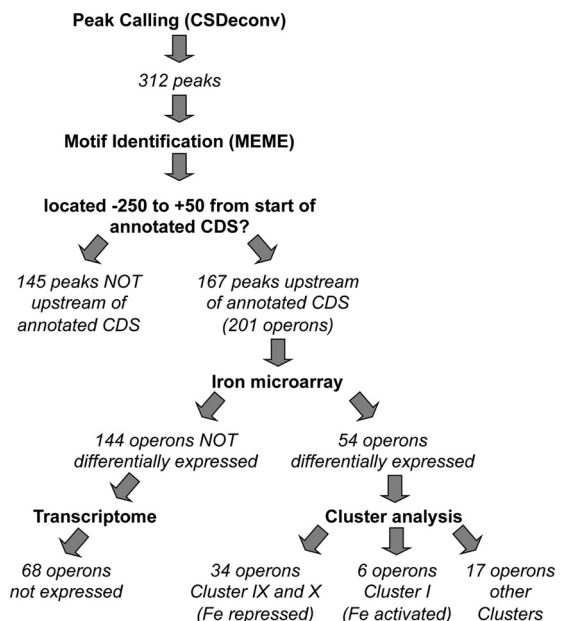 Peak Calling (CSDeconv)
312 peaks
Motif Identification (MEME)
located -250 to +50 from start of
annotated CDS?
145 peaks NOT
upstream of
annotated CDS
167 peaks upstream
of annotated CDS
(201 operons)
Iron microarray
144 operons NOT
differentially expressed
54 operons
differentially expressed
Transcriptome
Cluster analysis
68 operons
not expressed
34 operons
Cluster IX and X
(Fe repressed)
6 operons
Cluster I
(Fe activated)
17 operons
other
Clusters